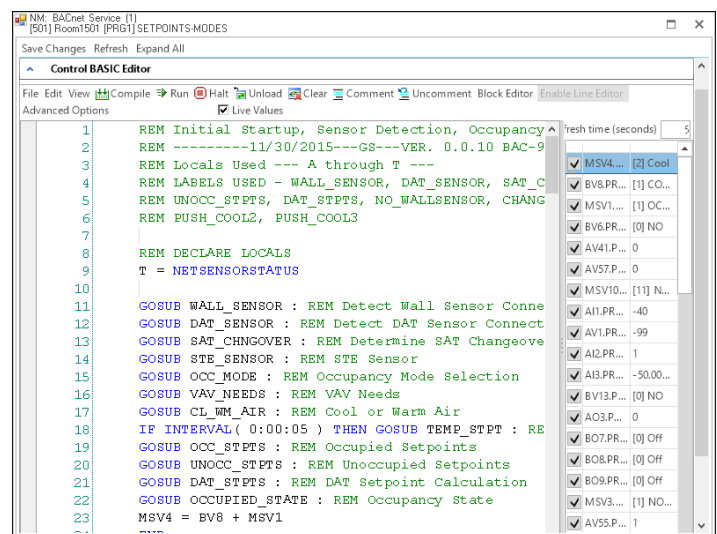 NM: BACnet Service (1)
[501] Room1501 [PRG1] SETPOINTS-MODES
Save Changes Refresh Expand All
Control BASIC Editor
File Edit View Compile Run Halt Unload Clear Comment Uncomment Block Editor Enable Line Editor
Advanced Options Live Values
1 REM Initial Startup, Sensor Detection, Occupancy
2 REM ---------11/30/2015---GS---VER. 0.0.10 BAC-9
3 REM Locals Used --- A through T ---
4 REM LABELS USED - WALL_SENSOR, DAT_SENSOR, SAT_C
5 REM UNOCC_STPTS, DAT_STPTS, NO_WALLSENSOR, CHANG
6 REM PUSH_COOL2, PUSH_COOL3
7
8 REM DECLARE LOCALS
9 T = NETSENSORSTATUS
10
11 GOSUB WALL_SENSOR : REM Detect Wall Sensor Conne
12 GOSUB DAT_SENSOR : REM Detect DAT Sensor Connect
13 GOSUB SAT_CHNGOVER : REM Determine SAT Changeove
14 GOSUB STE_SENSOR : REM STE Sensor
15 GOSUB OCC_MODE : REM Occupancy Mode Selection
16 GOSUB VAV_NEEDS : REM VAV Needs
17 GOSUB CL_WM_AIR : REM Cool or Warm Air
18 IF INTERVAL( 0:00:05 ) THEN GOSUB TEMP_STPT : RE
19 GOSUB OCC_STPTS : REM Occupied Setpoints
20 GOSUB UNOCC_STPTS : REM Unoccupied Setpoints
21 GOSUB DAT_STPTS : REM DAT Setpoint Calculation
22 GOSUB OCCUPIED_STATE : REM Occupancy State
23 MSV4 = BV8 + MSV1
24 END
fresh time (seconds) 5
MSV4.... [2] Cool
BV8.PR... [1] CO...
MSV1.... [1] OC...
BV6.PR... [0] NO
AV41.P... 0
AV57.P... 0
MSV10... [11] N...
AI1.PR... -40
AV1.PR... -99
AI2.PR... 1
AI3.PR... -50.00...
BV13.P... [0] NO
AO3.P... 0
BO7.PR... [0] Off
BO8.PR... [0] Off
BO9.PR... [0] Off
MSV3.... [1] NO...
AV55.P... 1